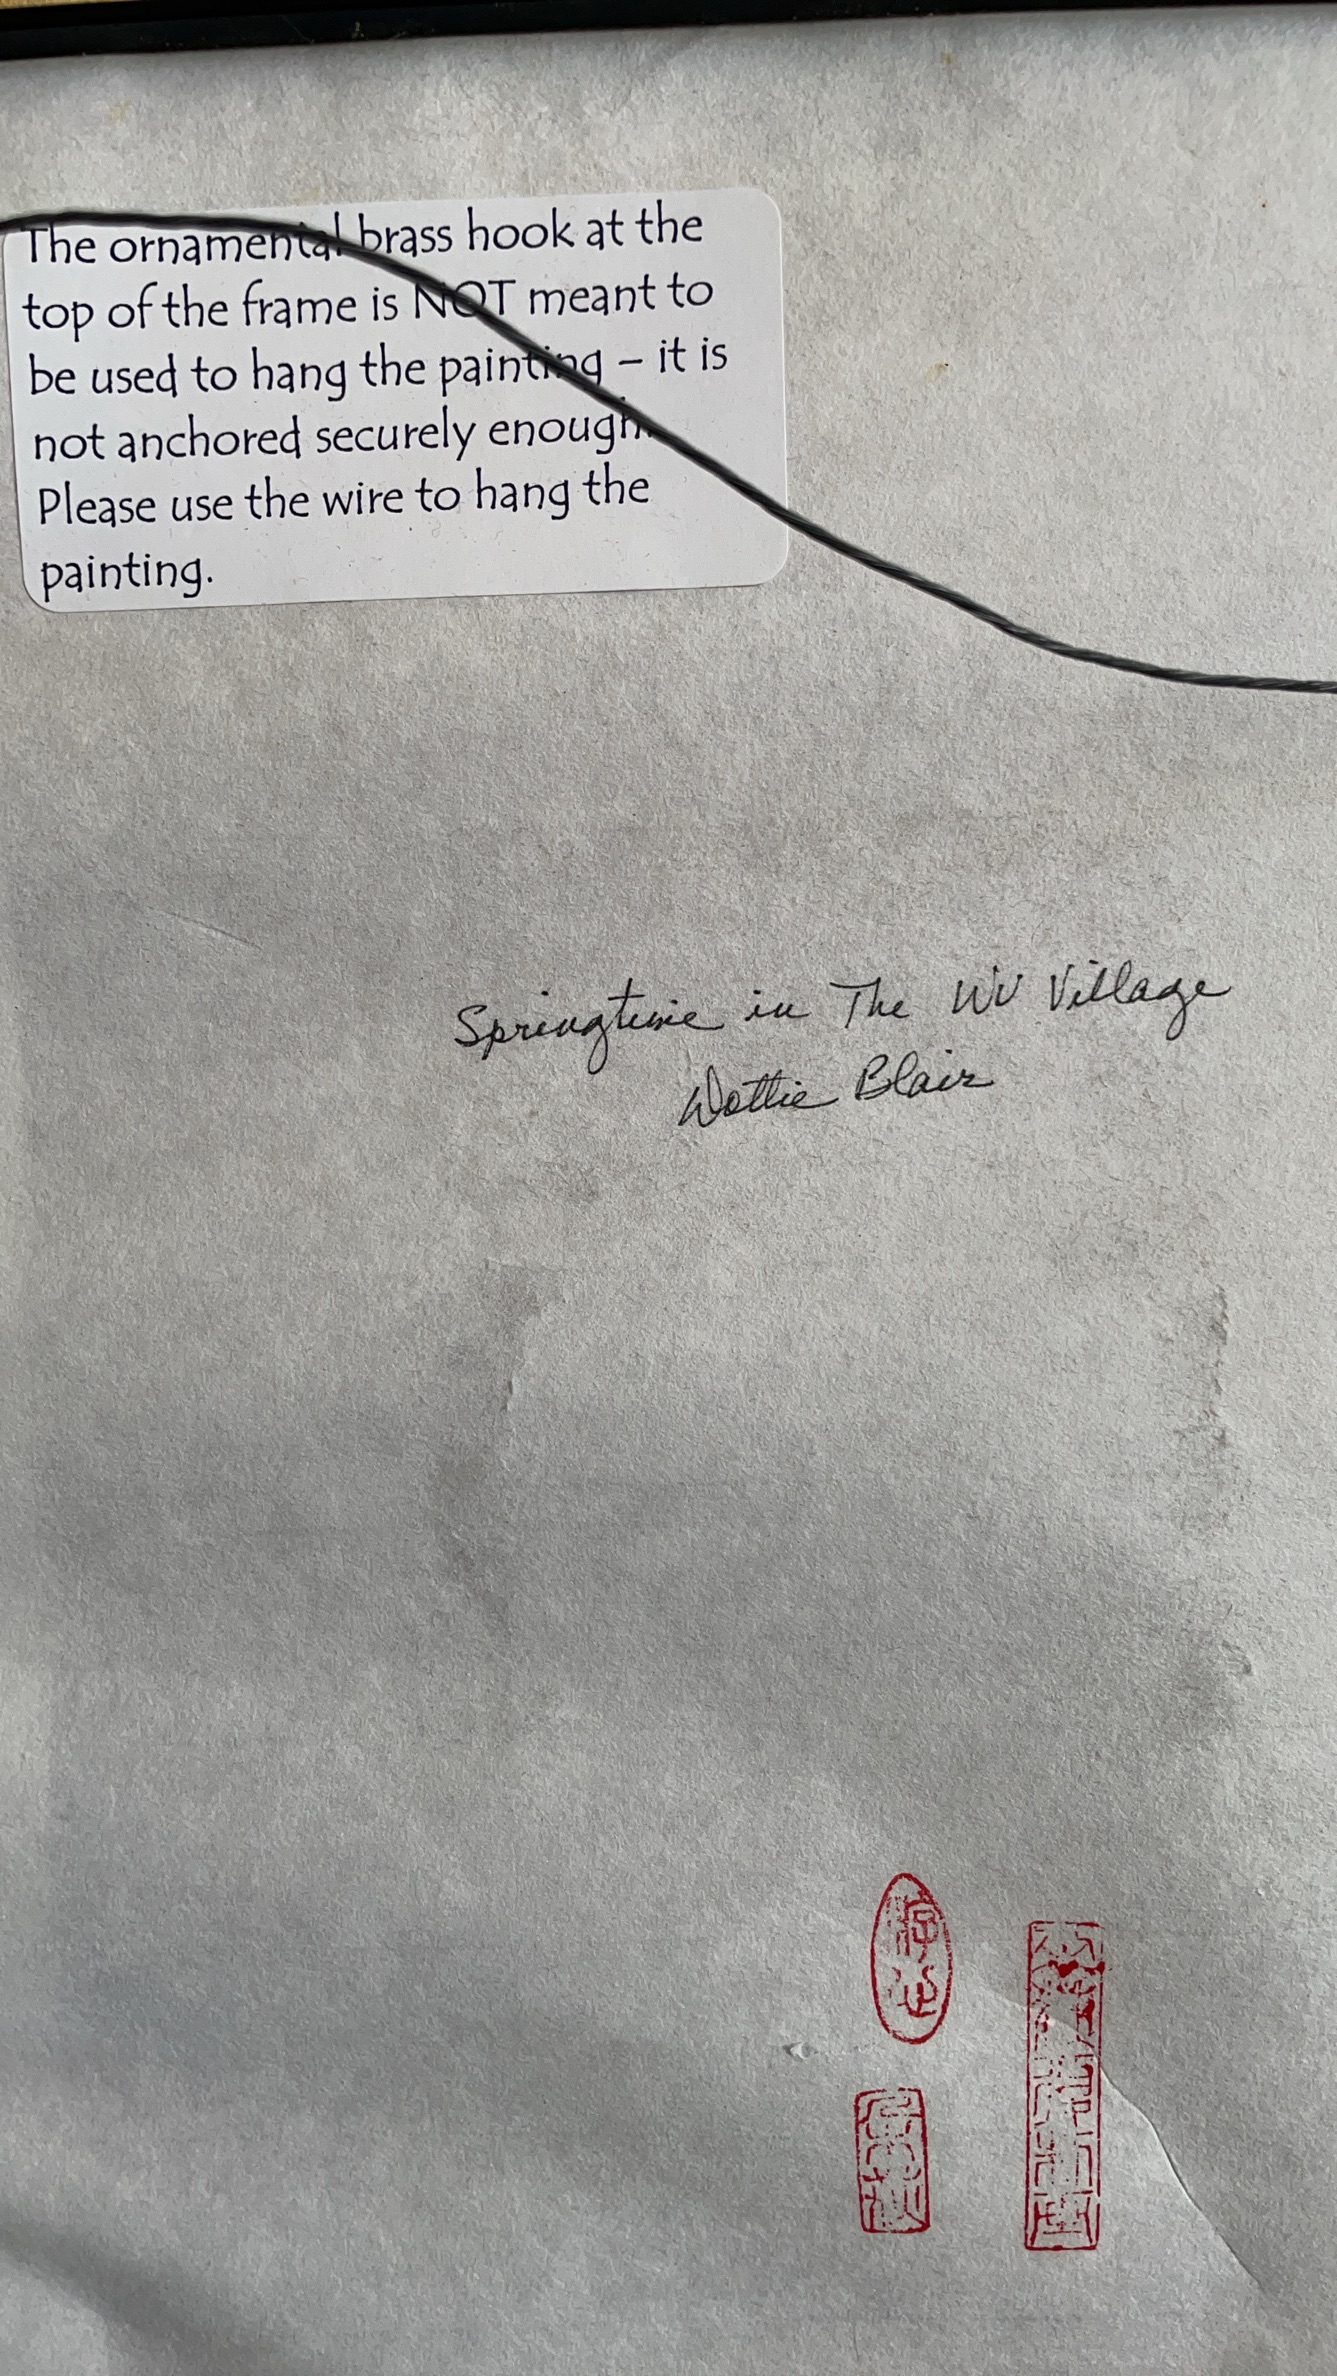 The ornamental brass hook at the
top of the frame is NOT meant to
be used to hang the painting – it is
not anchored securely enough.
Please use the wire to hang the
painting.
Springtime in The Wu Village
Dottie Blair